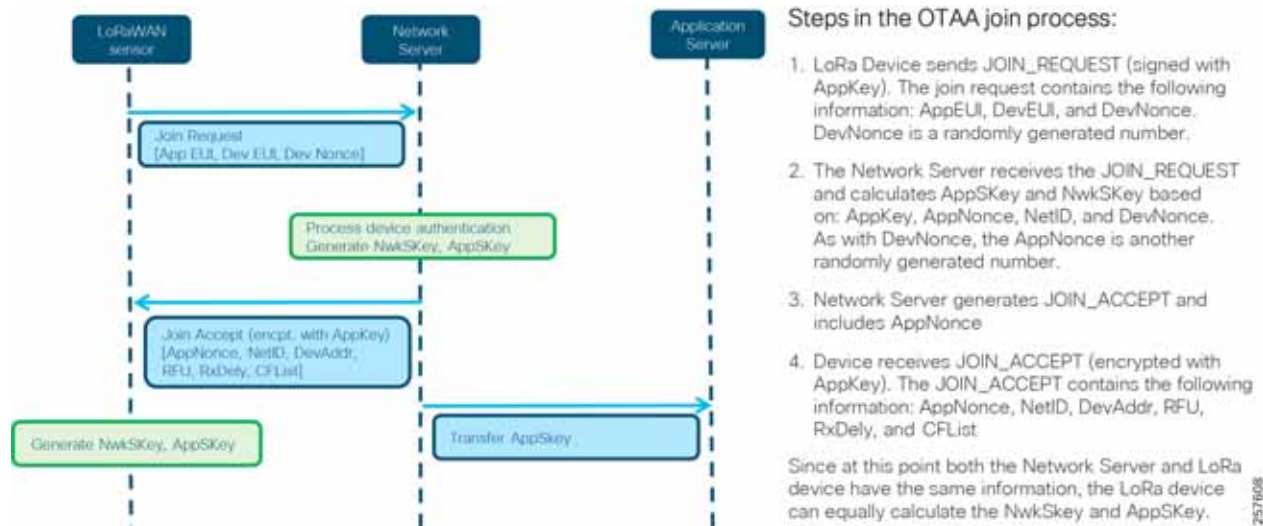 LoRaWAN
sensor
Network
Server
Application
Server
Join Request
[App EUI, Dev EUI, Dev Nonce]
Process device authentication
Generate NwkSKey, AppSKey
Join Accept (encpt. with AppKey)
[AppNonce, NetID, DevAddr,
RFU, RxDely, CFList]
Generate NwkSKey, AppSKey
Transfer AppSkey
Steps in the OTAA join process:
1. LoRa Device sends JOIN_REQUEST (signed with
AppKey). The join request contains the following
information: AppEUI, DevEUI, and DevNonce.
DevNonce is a randomly generated number.
2. The Network Server receives the JOIN_REQUEST
and calculates AppSKey and NwkSKey based
on: AppKey, AppNonce, NetID, and DevNonce.
As with DevNonce, the AppNonce is another
randomly generated number.
3. Network Server generates JOIN_ACCEPT and
includes AppNonce
4. Device receives JOIN_ACCEPT (encrypted with
AppKey). The JOIN_ACCEPT contains the following
information: AppNonce, NetID, DevAddr, RFU,
RxDely, and CFList
Since at this point both the Network Server and LoRa
device have the same information, the LoRa device
can equally calculate the NwkSkey and AppSKey.
257608